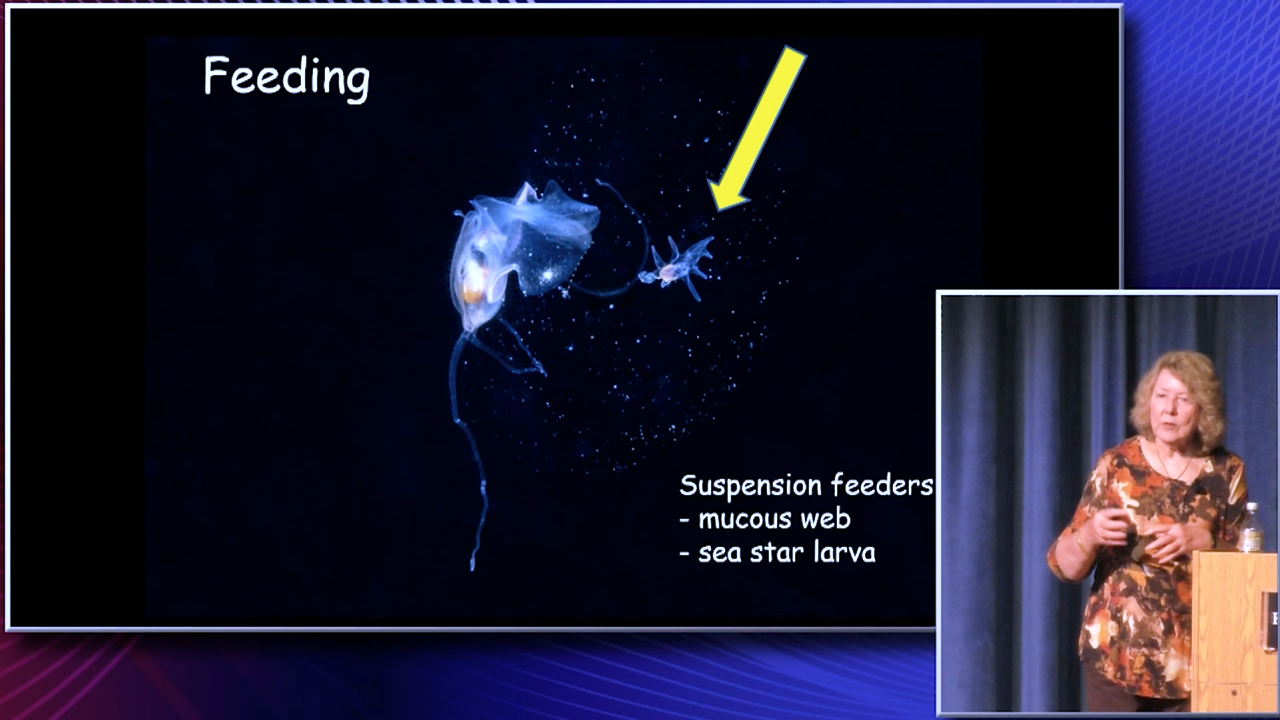 Feeding
Suspension feeders
- mucous web
- sea star larva